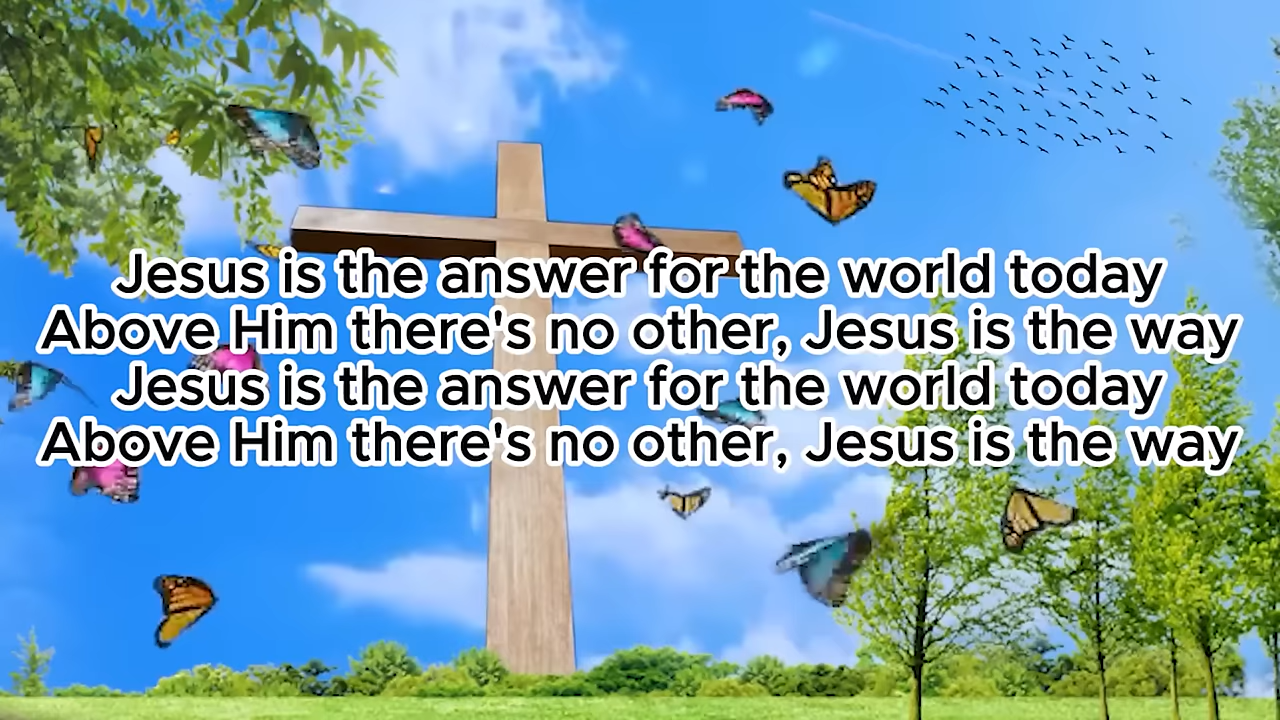 Jesus is the answer for the world today
Above Him there's no other, Jesus is the way
Jesus is the answer for the world today
Above Him there's no other, Jesus is the way